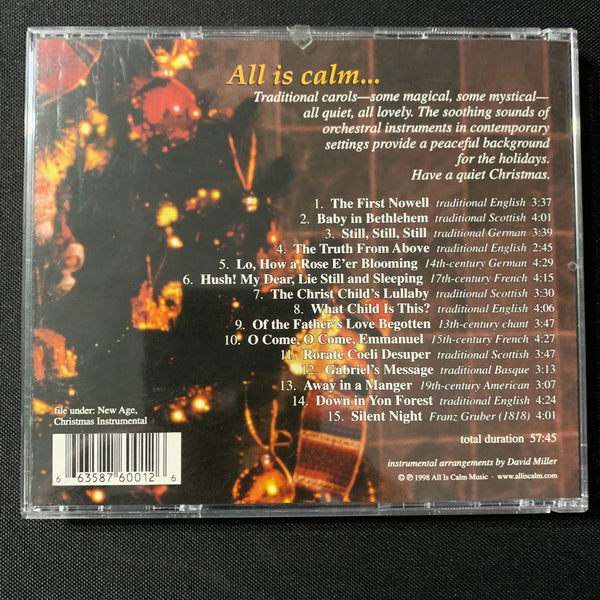 All is calm...
Traditional carols—some magical, some mystical—
all quiet, all lovely. The soothing sounds of
orchestral instruments in contemporary
settings provide a peaceful background
for the holidays.
Have a quiet Christmas.
1. The First Nowell traditional English 3:37
2. Baby in Bethlehem traditional Scottish 4:01
3. Still, Still, Still traditional German 3:39
4. The Truth From Above traditional English 2:45
5. Lo, How a Rose E'er Blooming 14th-century German 4:29
6. Hush! My Dear, Lie Still and Sleeping 17th-century French 4:15
7. The Christ Child's Lullaby traditional Scottish 3:30
8. What Child Is This? traditional English 4:06
9. Of the Father's Love Begotten 13th-century chant 3:47
10. O Come, O Come, Emmanuel 15th-century French 4:27
11. Rorate Coeli Desuper traditional Scottish 3:47
12. Gabriel's Message traditional Basque 3:13
13. Away in a Manger 19th-century American 3:07
14. Down in Yon Forest traditional English 4:24
15. Silent Night Franz Gruber (1818) 4:01
total duration 57:45
file under: New Age,
Christmas Instrumental
6 63587 60012 6
instrumental arrangements by David Miller
© ℗ 1998 All Is Calm Music · www.alliscalm.com